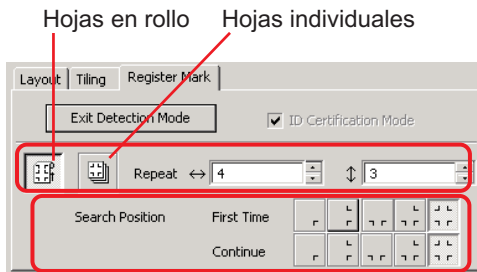 Hojas en rollo Hojas individuales
Layout Tiling Register Mark
Exit Detection Mode ID Certification Mode
Repeat ↔ 4 ↕ 3
Search Position First Time
Continue